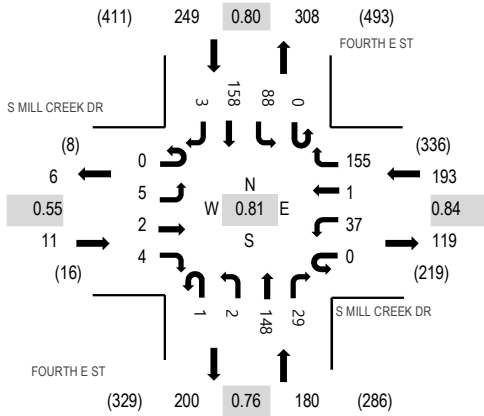 (411) 249 0.80 308 (493)
FOURTH E ST
3 158 88 0
S MILL CREEK DR
(8) (336)
0 155
6 193
5 1
N
0.55 W 0.81 E 0.84
2 37
11 119
S
4 0
(16) (219)
1 2 148 29
S MILL CREEK DR
FOURTH E ST
(329) 200 0.76 180 (286)